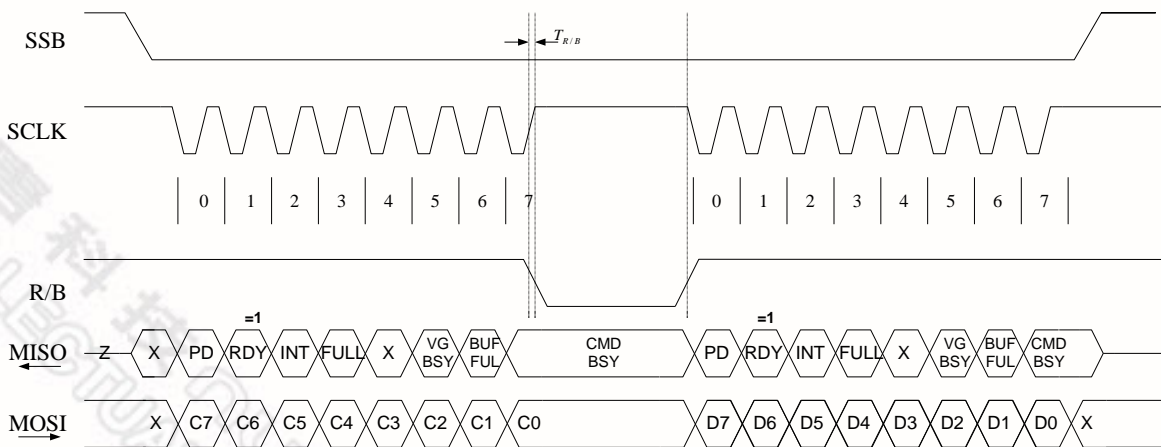 SSB
T R/B
SCLK
0 1 2 3 4 5 6 7 0 1 2 3 4 5 6 7
R/B
=1 =1
MISO Z X PD RDY INT FULL X VG BSY BUF FUL CMD BSY PD RDY INT FULL X VG BSY BUF FUL CMD BSY
MOSI X C7 C6 C5 C4 C3 C2 C1 C0 D7 D6 D5 D4 D3 D2 D1 D0 X